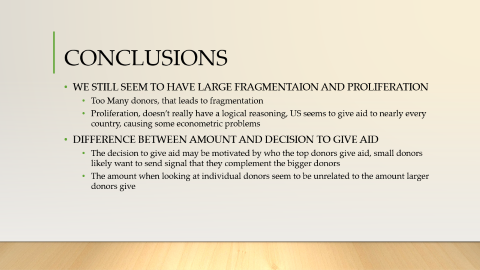 CONCLUSIONS
WE STILL SEEM TO HAVE LARGE FRAGMENTAION AND PROLIFERATION
Too Many donors, that leads to fragmentation
Proliferation, doesn't really have a logical reasoning, US seems to give aid to nearly every
country, causing some econometric problems
DIFFERENCE BETWEEN AMOUNT AND DECISION TO GIVE AID
The decision to give aid may be motivated by who the top donors give aid, small donors
likely want to send signal that they complement the bigger donors
The amount when looking at individual donors seem to be unrelated to the amount larger
donors give